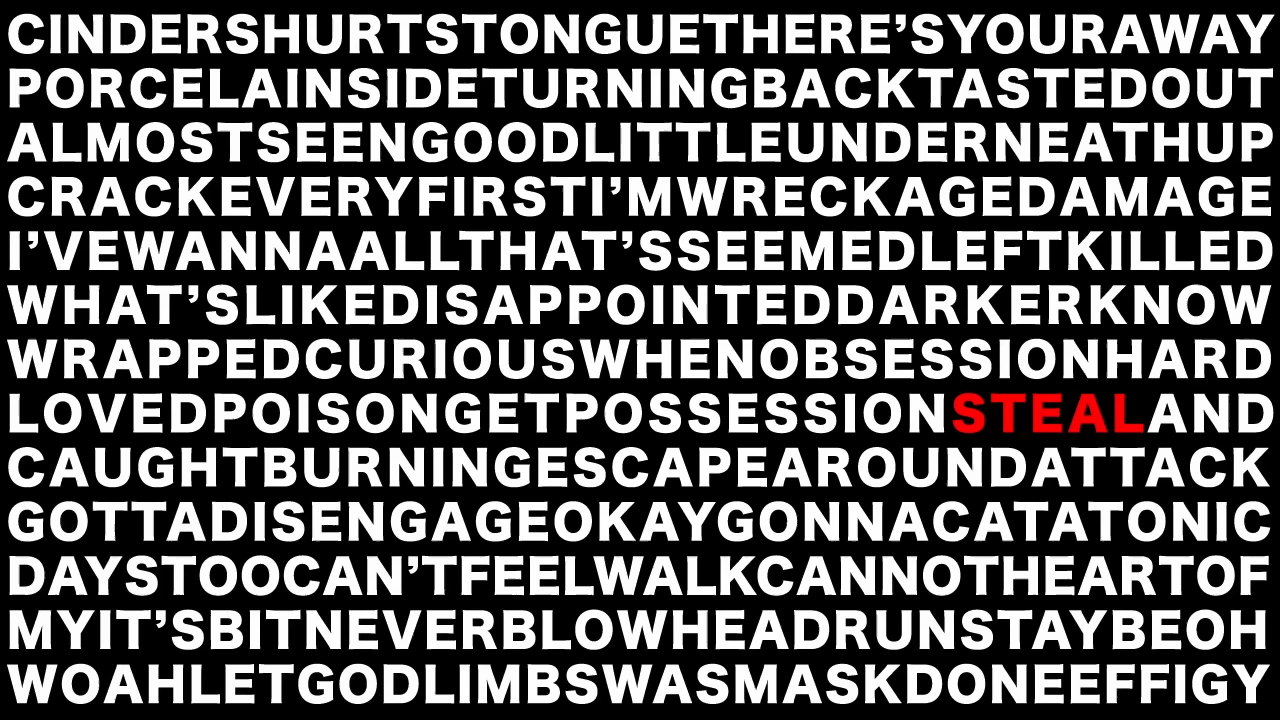 CINDERSHURTSTONGUETHERE’SYOURAWAY
PORCELAINSIDETURNINGBACKTASTEDOUT
ALMOSTSEENGOODLITTLEUNDERNEATHUP
CRACKEVERYFIRSTI’MWRECKAGEDAMAGE
I’VEWANNAALLTHAT’SSEEMEDLEFTKILLED
WHAT’SLIKEDISAPPOINTEDDARKERKNOW
WRAPPEDCURIOUSWHENOBSESSIONHARD
LOVEDPOISONGETPOSSESSIONSTEALAND
CAUGHTBURNINGESCAPEAROUNDATTACK
GOTTADISENGAGEOKAYGONNACATATONIC
DAYSTOOCAN’TFEELWALKCANNOTHEARTOF
MYIT’SBITNEVERBLOWHEADRUNSTAYBEOH
WOAHLETGODLIMBSWASMASKDONEEFFIGY